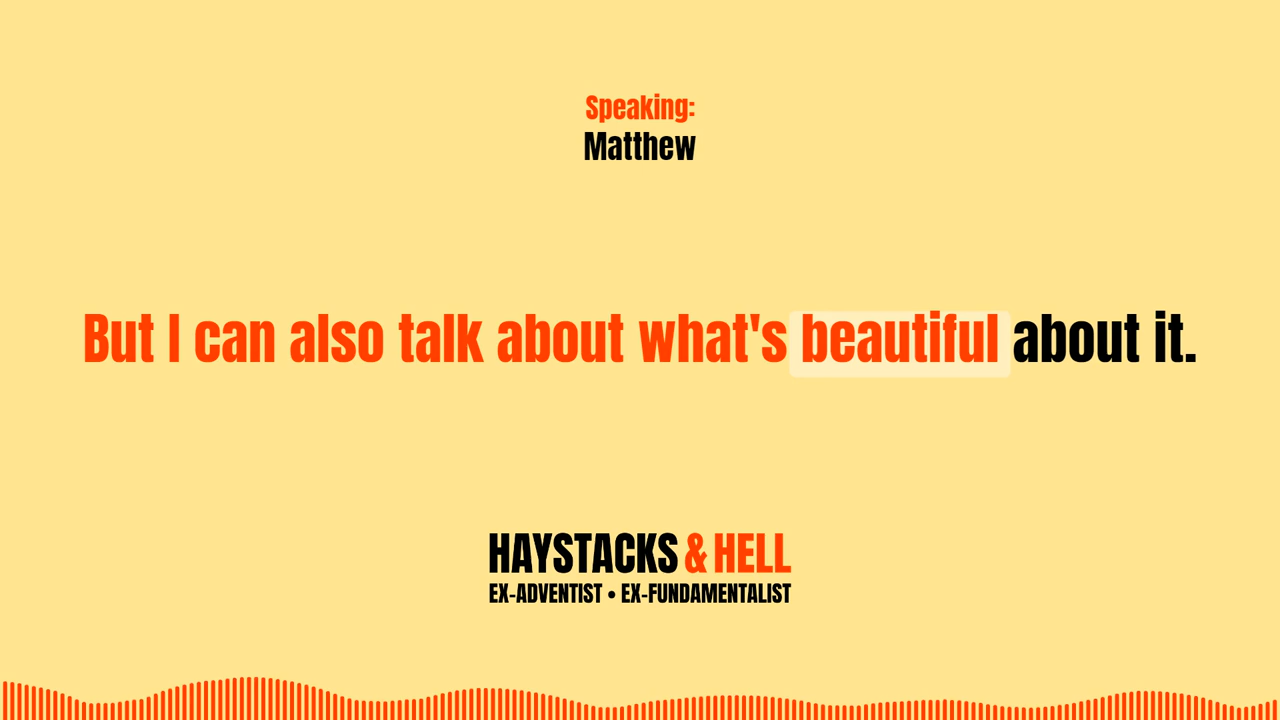 Speaking:
Matthew
But I can also talk about what's beautiful about it.
HAYSTACKS & HELL
EX-ADVENTIST • EX-FUNDAMENTALIST